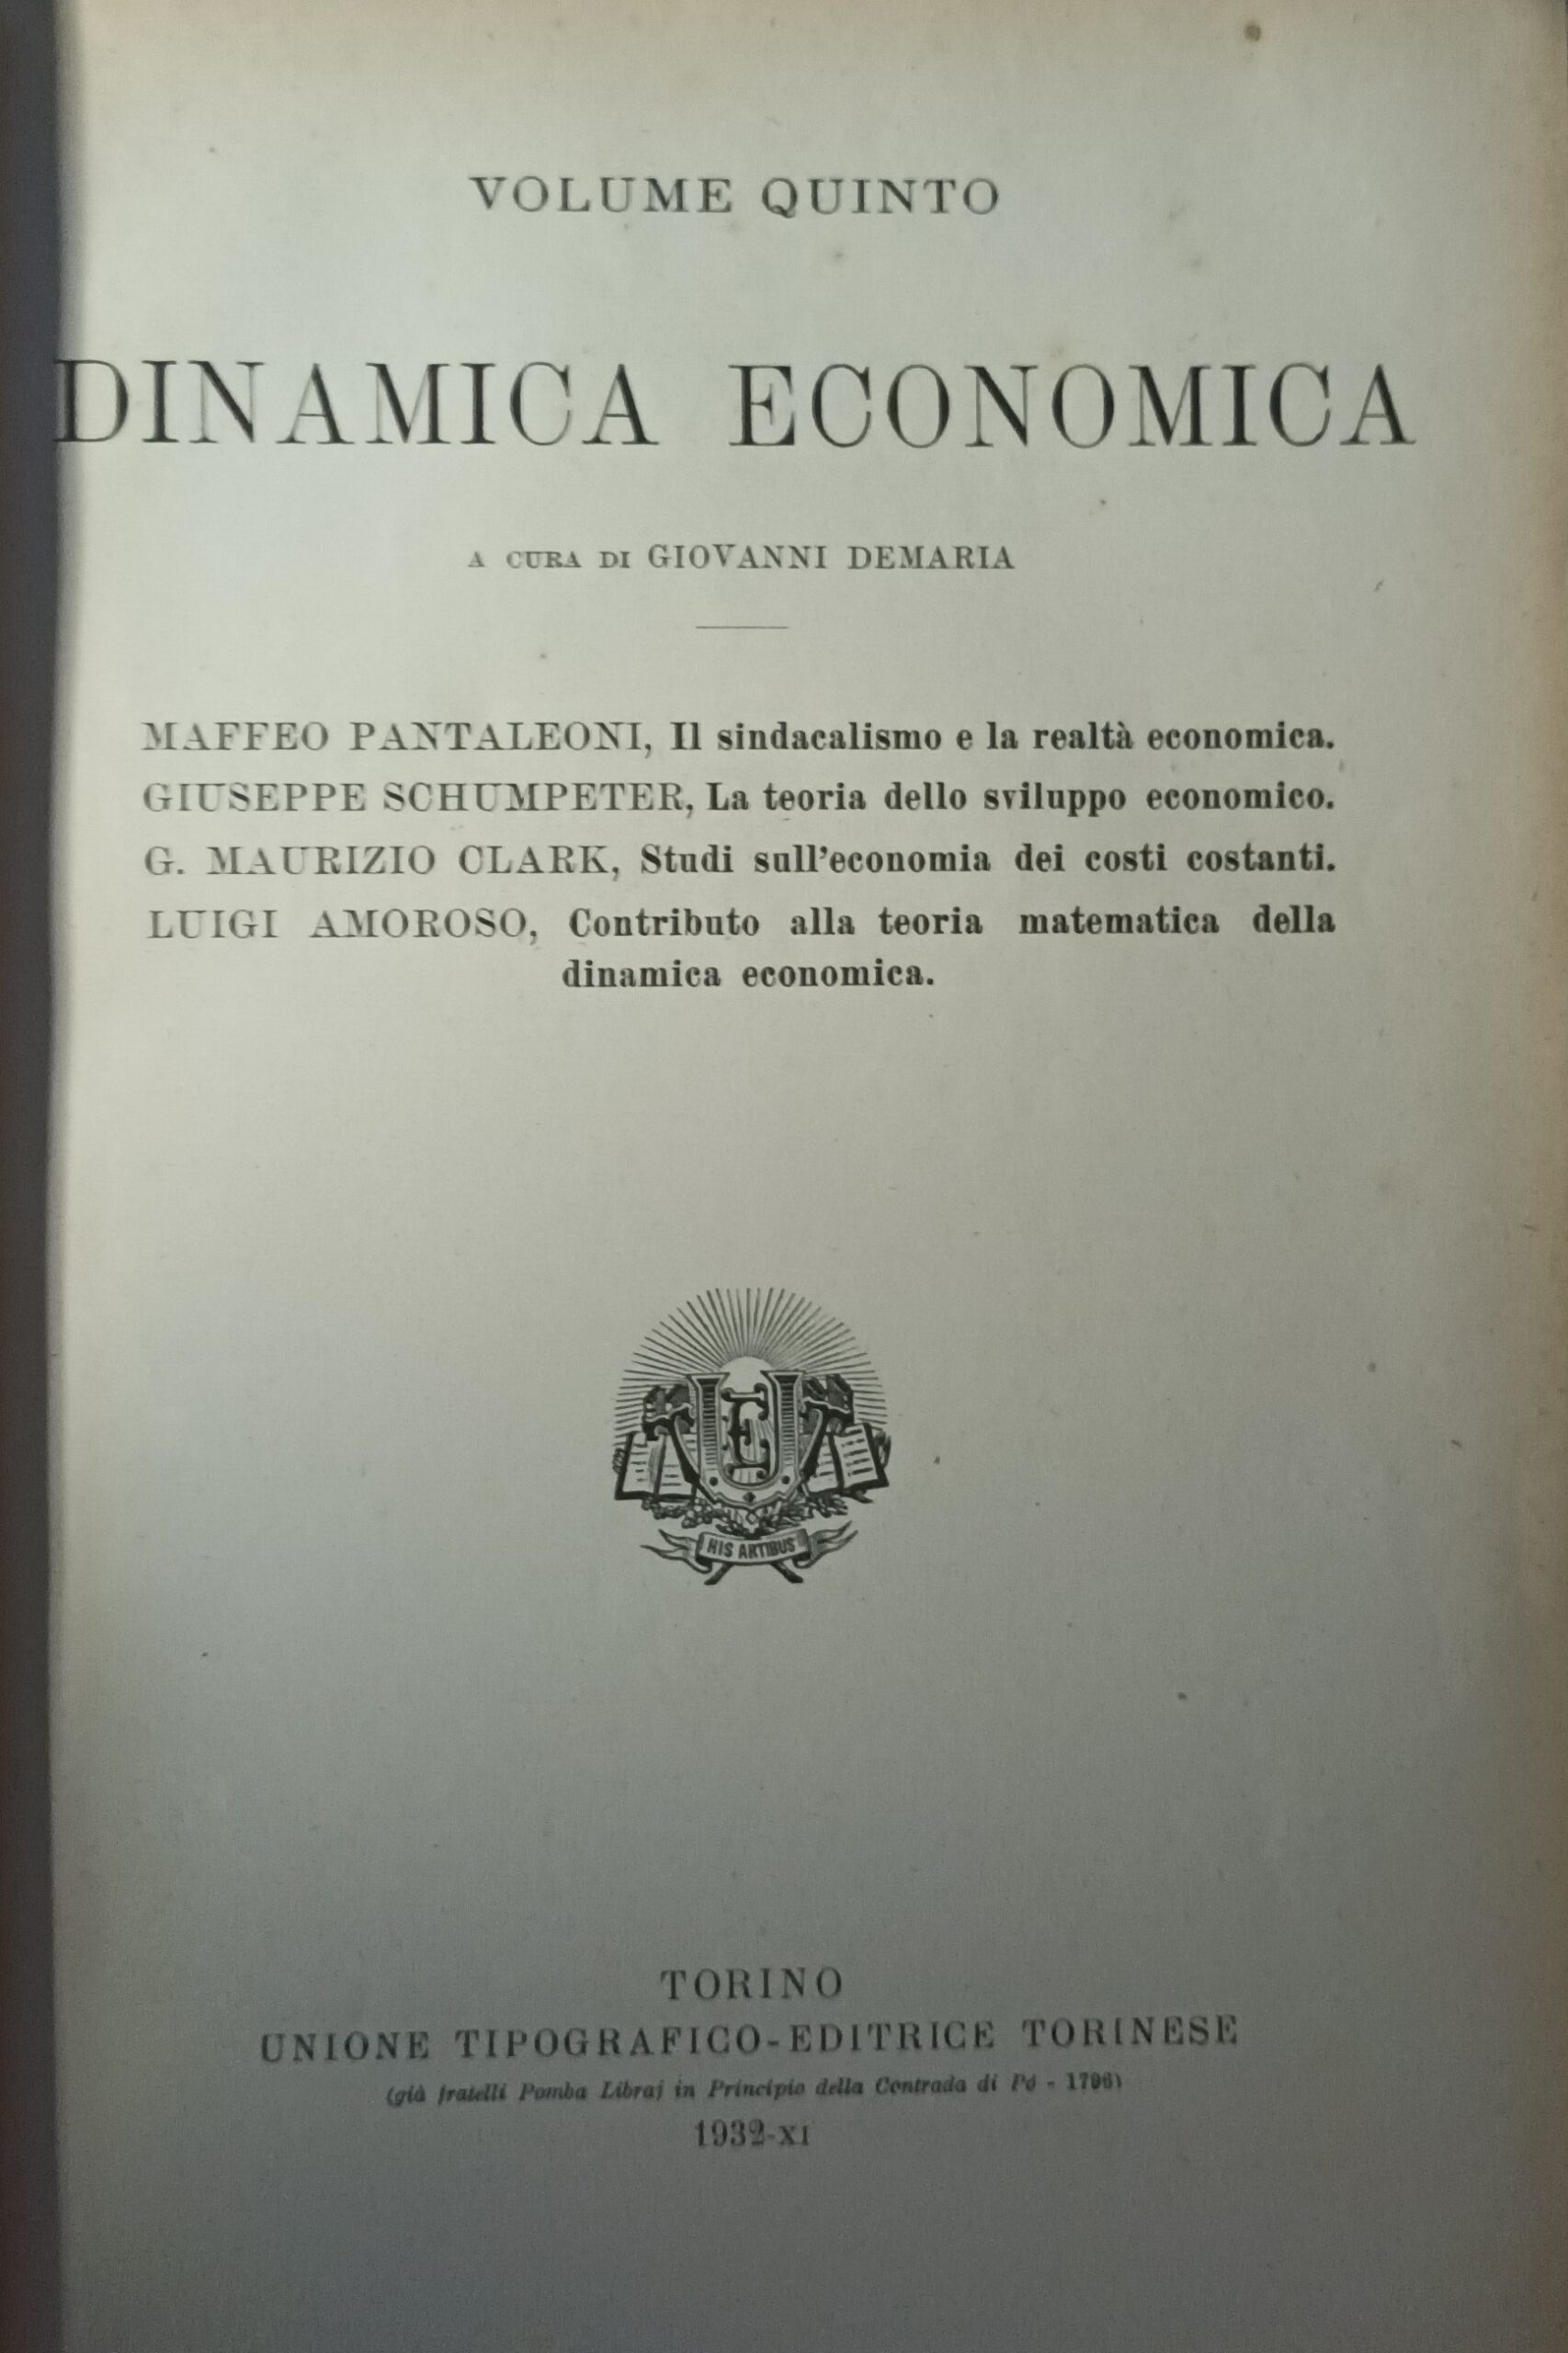 VOLUME QUINTO
DINAMICA ECONOMICA
A CURA DI GIOVANNI DEMARIA
MAFFEO PANTALEONI, Il sindacalismo e la realtà economica.
GIUSEPPE SCHUMPETER, La teoria dello sviluppo economico.
G. MAURIZIO CLARK, Studi sull'economia dei costi costanti.
LUIGI AMOROSO, Contributo alla teoria matematica della
dinamica economica.
UTET
HIS ARTIBUS
TORINO
UNIONE TIPOGRAFICO-EDITRICE TORINESE
(già fratelli Pomba Libraj in Principio della Contrada di Pó - 1796)
1932-XI